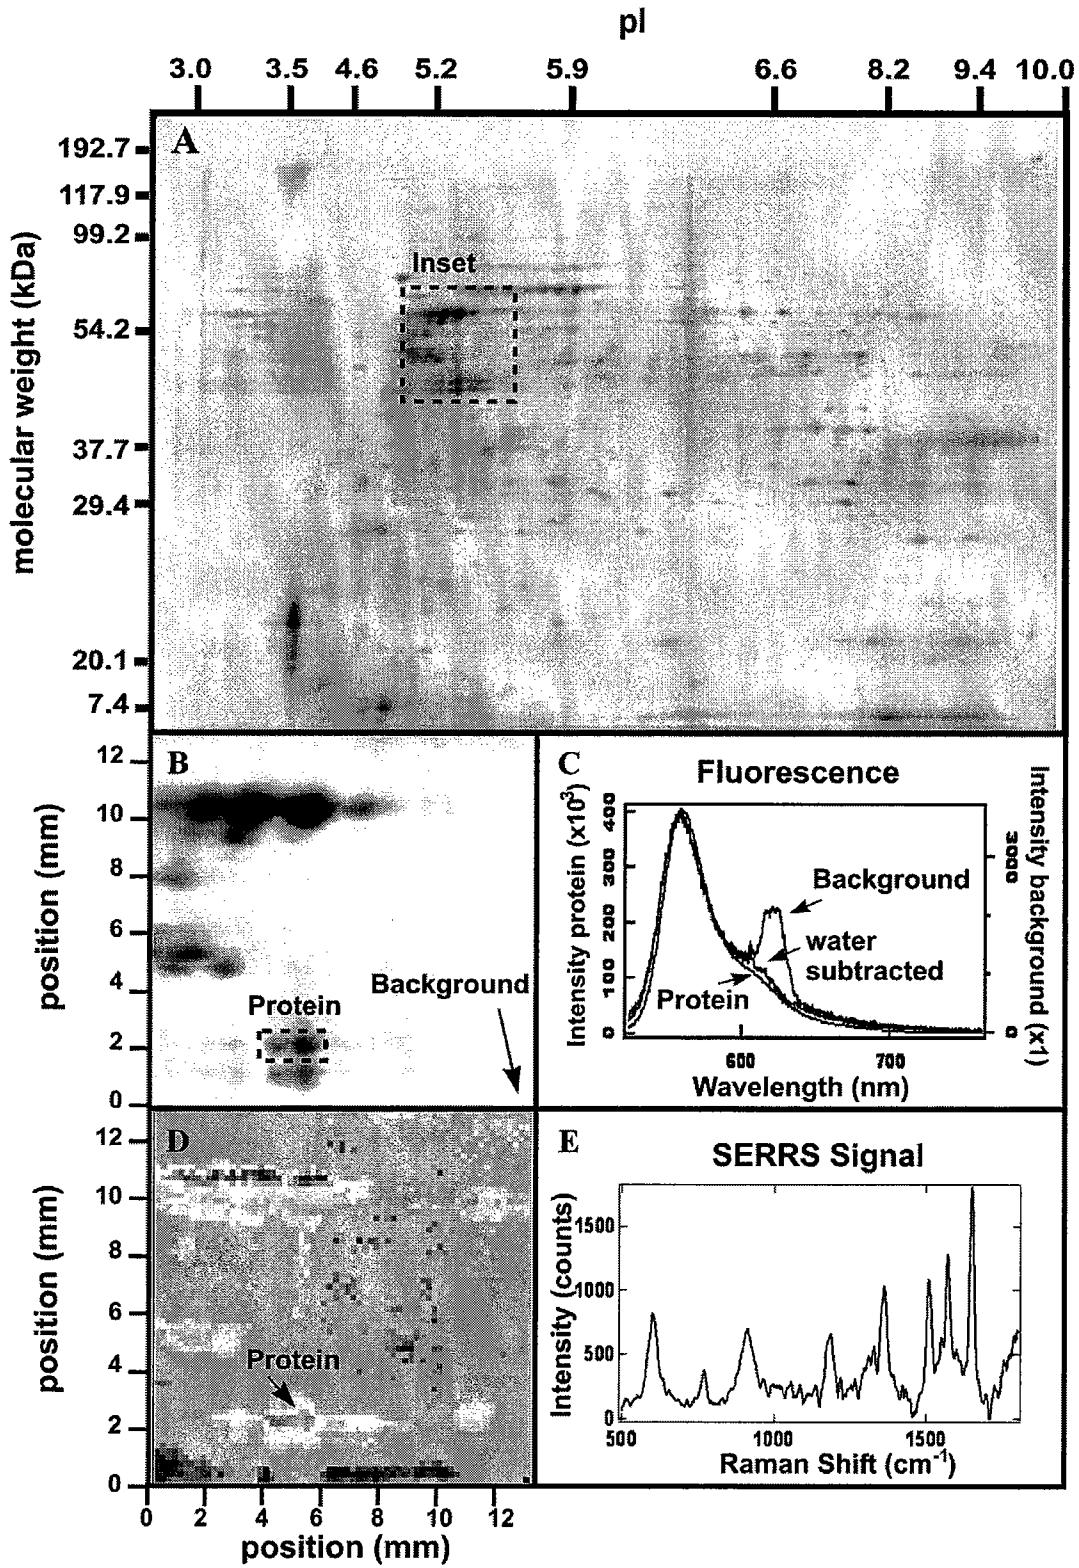 pI
3.0 3.5 4.6 5.2 5.9 6.6 8.2 9.4 10.0
A
molecular weight (kDa)
192.7
117.9
99.2
54.2
37.7
29.4
20.1
7.4
Inset
B
position (mm)
12
10
8
6
4
2
0
Protein
Background
C
Fluorescence
Intensity protein (x10³)
400
300
200
100
0
Background
water
subtracted
Protein
3000
0
Intensity background (x1)
600 700
Wavelength (nm)
D
position (mm)
12
10
8
6
4
2
0
Protein
0 2 4 6 8 10 12
position (mm)
E
SERRS Signal
Intensity (counts)
1500
1000
500
0
500 1000 1500
Raman Shift (cm⁻¹)